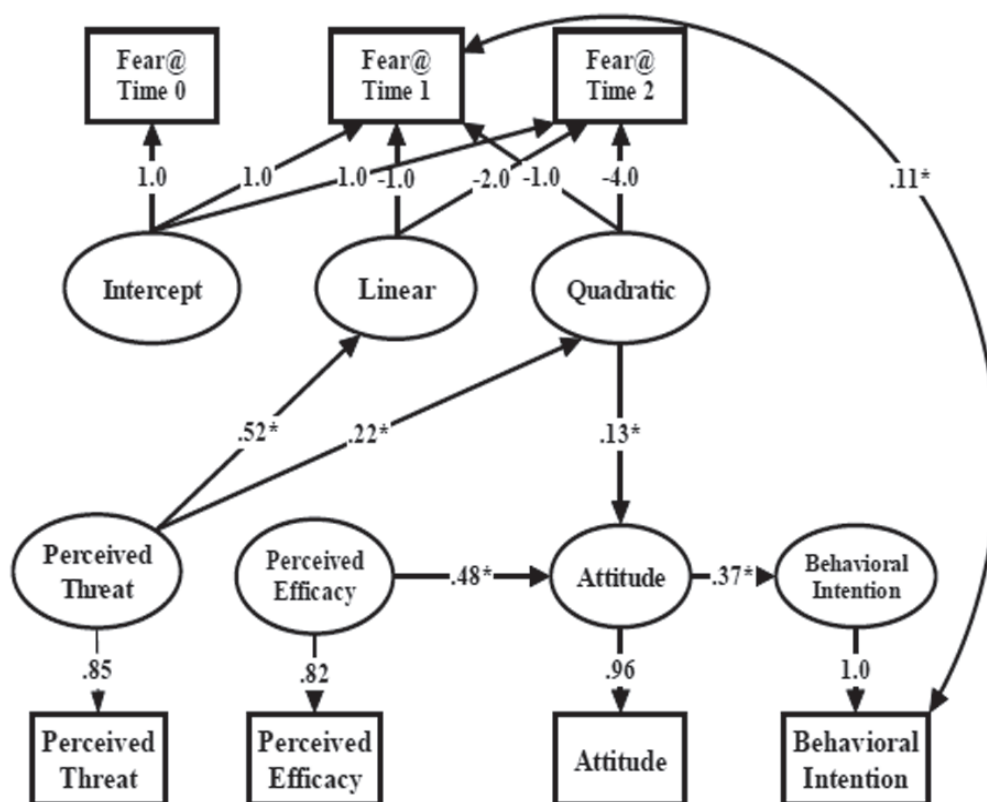 Fear@
Time 0
Fear@
Time 1
Fear@
Time 2
1.0
1.0
1.0
-1.0
-2.0
-1.0
-4.0
.11*
Intercept
Linear
Quadratic
.52*
.22*
.13*
Perceived
Threat
Perceived
Efficacy
.48*
Attitude
.37*
Behavioral
Intention
.85
.82
.96
1.0
Perceived
Threat
Perceived
Efficacy
Attitude
Behavioral
Intention